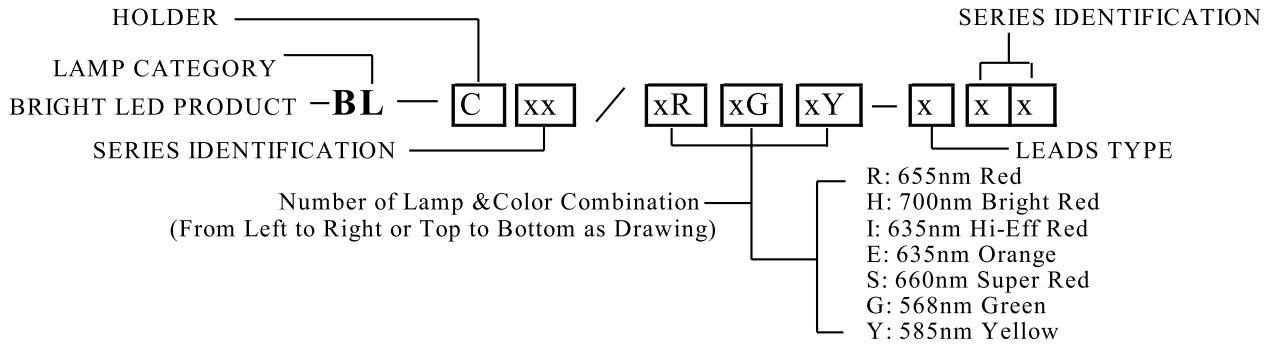 HOLDER
SERIES IDENTIFICATION
LAMP CATEGORY
BRIGHT LED PRODUCT BL C xx / xR xG xY x x x
SERIES IDENTIFICATION
LEADS TYPE
Number of Lamp &Color Combination
(From Left to Right or Top to Bottom as Drawing)
R: 655nm Red
H: 700nm Bright Red
I: 635nm Hi-Eff Red
E: 635nm Orange
S: 660nm Super Red
G: 568nm Green
Y: 585nm Yellow